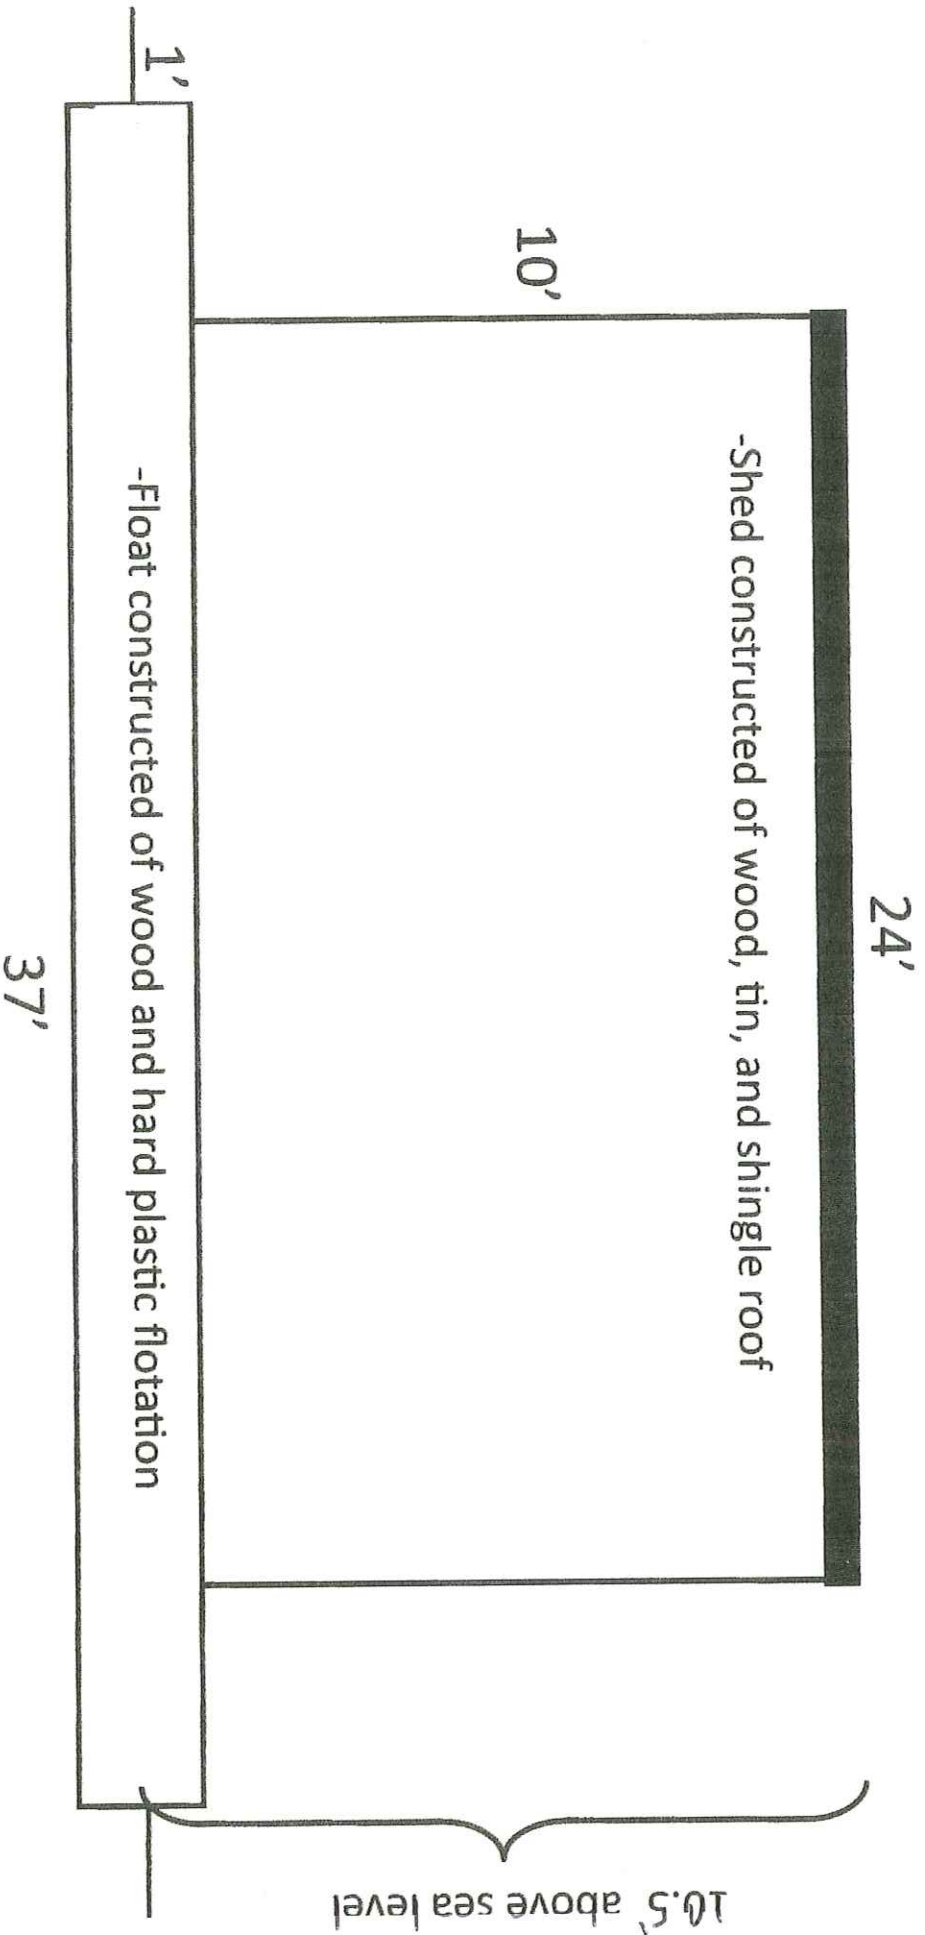 24'
-Shed constructed of wood, tin, and shingle roof
10'
10.5' above sea level
1'
-Float constructed of wood and hard plastic flotation
37'